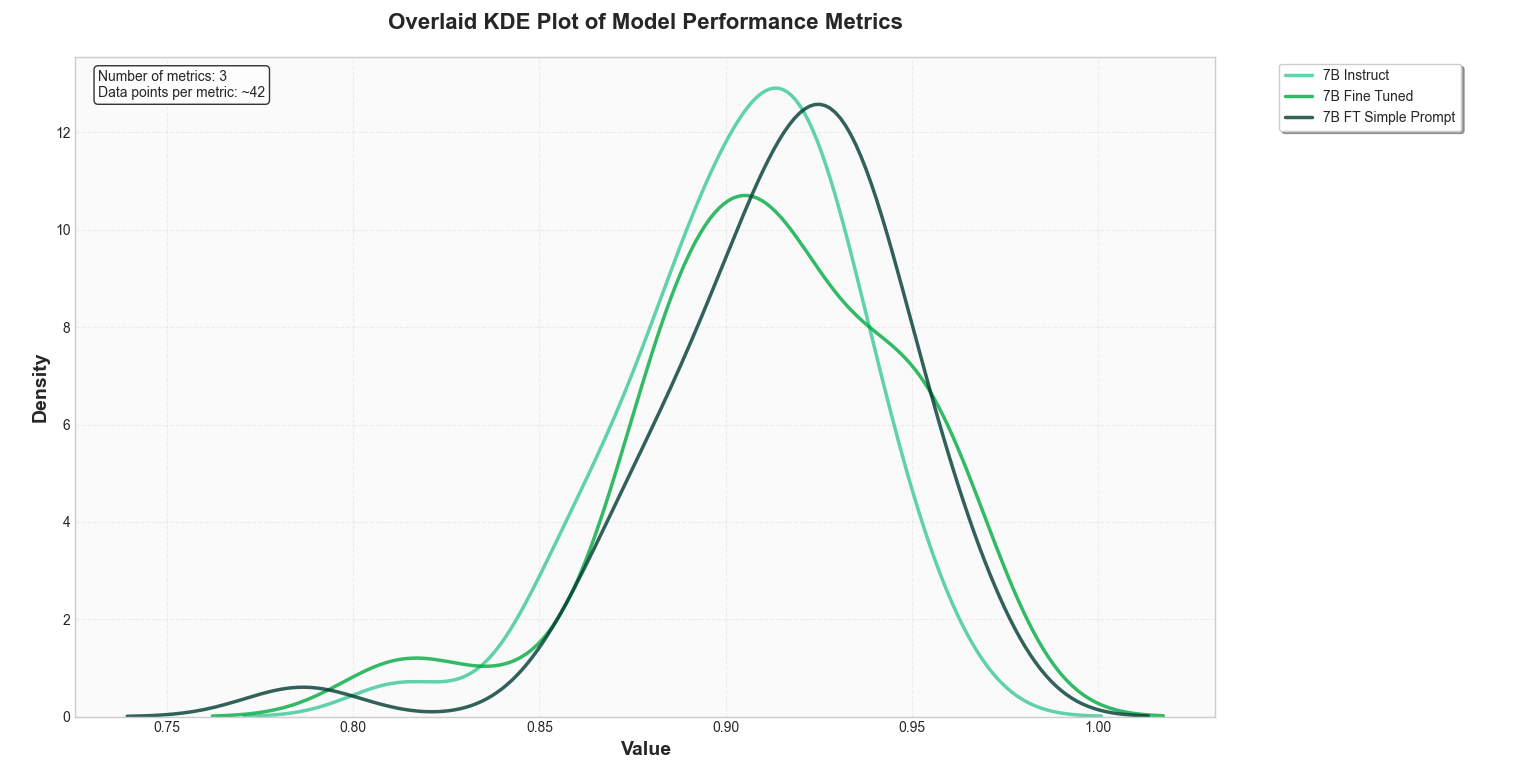 Overlaid KDE Plot of Model Performance Metrics
Number of metrics: 3
Data points per metric: ~42
7B Instruct
7B Fine Tuned
7B FT Simple Prompt
Density
12
10
8
6
4
2
0
0.75
0.80
0.85
0.90
0.95
1.00
Value